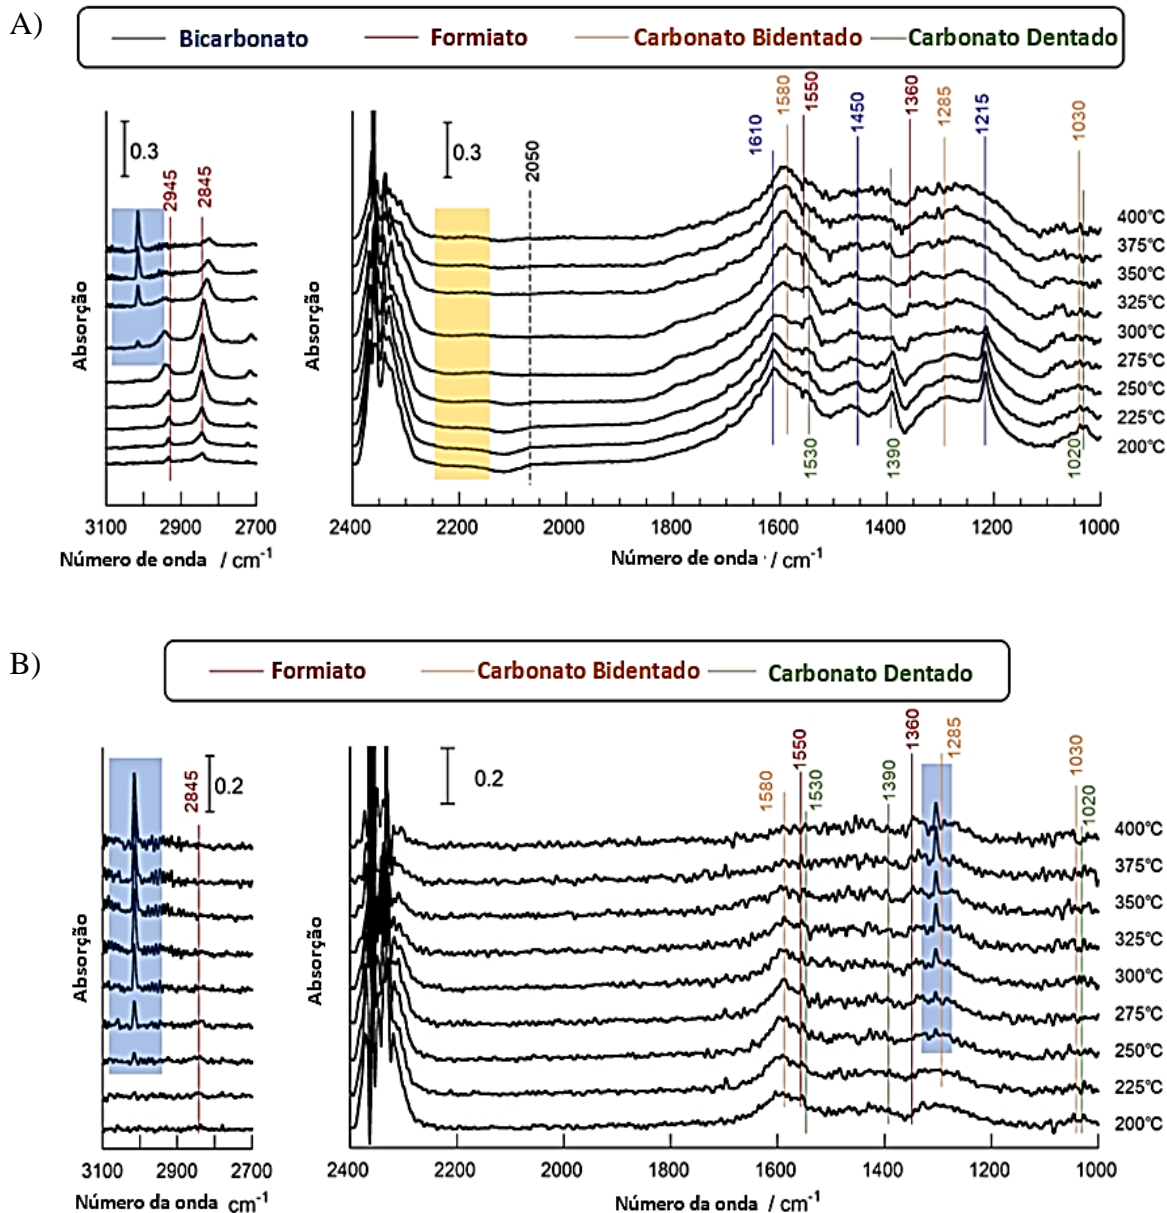 A)
Bicarbonato Formiato Carbonato Bidentado Carbonato Dentado
0.3
2945
2845
Absorção
3100 2900 2700
Número de onda / cm-1
0.3
2050
1610
1580
1550
1450
1360
1285
1215
1030
1530
1390
1020
Absorção
400°C
375°C
350°C
325°C
300°C
275°C
250°C
225°C
200°C
2400 2200 2000 1800 1600 1400 1200 1000
Número de onda · / cm-1
B)
Formiato Carbonato Bidentado Carbonato Dentado
2845
0.2
Absorção
3100 2900 2700
Número da onda cm-1
0.2
1580
1550
1530
1390
1360
1285
1030
1020
Absorção
400°C
375°C
350°C
325°C
300°C
275°C
250°C
225°C
200°C
2400 2200 2000 1800 1600 1400 1200 1000
Número da onda / cm-1